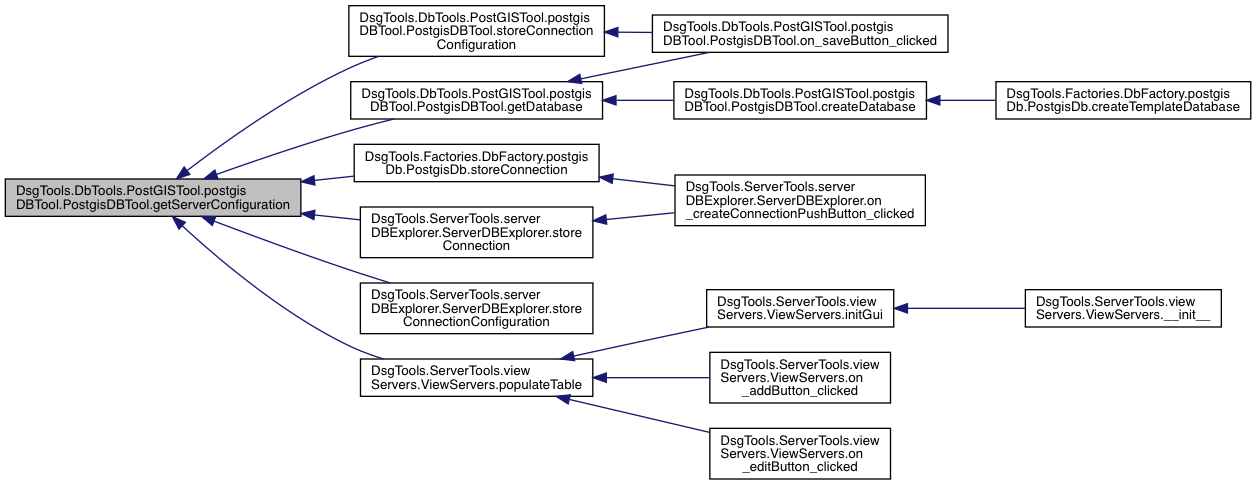 DsgTools.DbTools.PostGISTool.postgis
DBTool.PostgisDBTool.getServerConfiguration
DsgTools.DbTools.PostGISTool.postgis
DBTool.PostgisDBTool.storeConnection
Configuration
DsgTools.DbTools.PostGISTool.postgis
DBTool.PostgisDBTool.on_saveButton_clicked
DsgTools.DbTools.PostGISTool.postgis
DBTool.PostgisDBTool.getDatabase
DsgTools.DbTools.PostGISTool.postgis
DBTool.PostgisDBTool.createDatabase
DsgTools.Factories.DbFactory.postgis
Db.PostgisDb.createTemplateDatabase
DsgTools.Factories.DbFactory.postgis
Db.PostgisDb.storeConnection
DsgTools.ServerTools.server
DBExplorer.ServerDBExplorer.on
_createConnectionPushButton_clicked
DsgTools.ServerTools.server
DBExplorer.ServerDBExplorer.store
Connection
DsgTools.ServerTools.server
DBExplorer.ServerDBExplorer.store
ConnectionConfiguration
DsgTools.ServerTools.view
Servers.ViewServers.populateTable
DsgTools.ServerTools.view
Servers.ViewServers.initGui
DsgTools.ServerTools.view
Servers.ViewServers.__init__
DsgTools.ServerTools.view
Servers.ViewServers.on
_addButton_clicked
DsgTools.ServerTools.view
Servers.ViewServers.on
_editButton_clicked